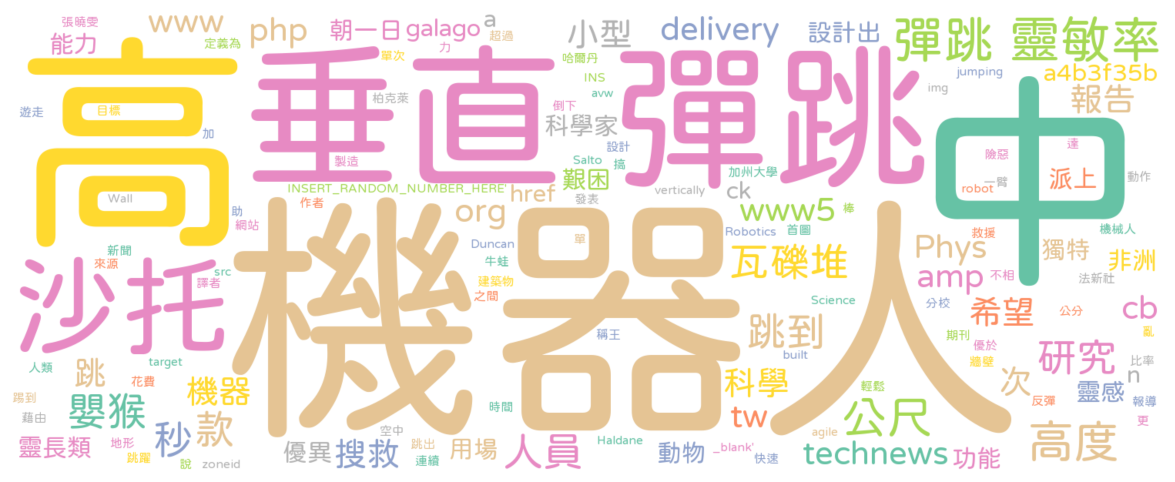 張曉雯 www php 朝一日 galago a 超過 小型 delivery 設計出 彈跳 靈敏率
能力 定義為 力 單次 哈爾丹 jumping a4b3f35b
高 垂直彈跳 中
目標 柏克萊 INS avw 倒下 img 報告
遊走 加 科學家 設計 險惡 達
製造 Salto 搞 加州大學 一臂 動作
Wall INSERT_RANDOM_NUMBER_HERE' 艱困 vertically ck robot 派上
助 網站 作者 href 發表 www5 棒
org Duncan 單 Robotics 首圖 救援 機械人
新聞 牛蛙 瓦礫堆 Phys 獨特 非洲
來源 src 譯者 建築物 amp 不相 法新社
沙托 機器人
之間 Science 分校 希望 公分 cb
稱王 跳到 期刊 亂
人類 target built 優於 牆壁 研究 比率
跳 花費 機器 科學 輕鬆 次 n
踢到 嬰猴 時間 tw 靈感 反彈 報導
藉由 款 公尺 更
靈長類 地形 秒 空中 agile 高度
跳躍 說 zoneid 優異 搜救 跳出 連續 用場 人員 Haldane 動物 _blank' 快速 technews 功能